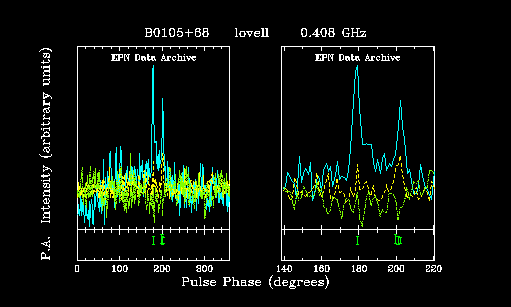 B0105+68 lovell 0.408 GHz
EPN Data Archive EPN Data Archive
P.A. Intensity (arbitrary units)
0 100 200 300 140 160 180 200 220
Pulse Phase (degrees)